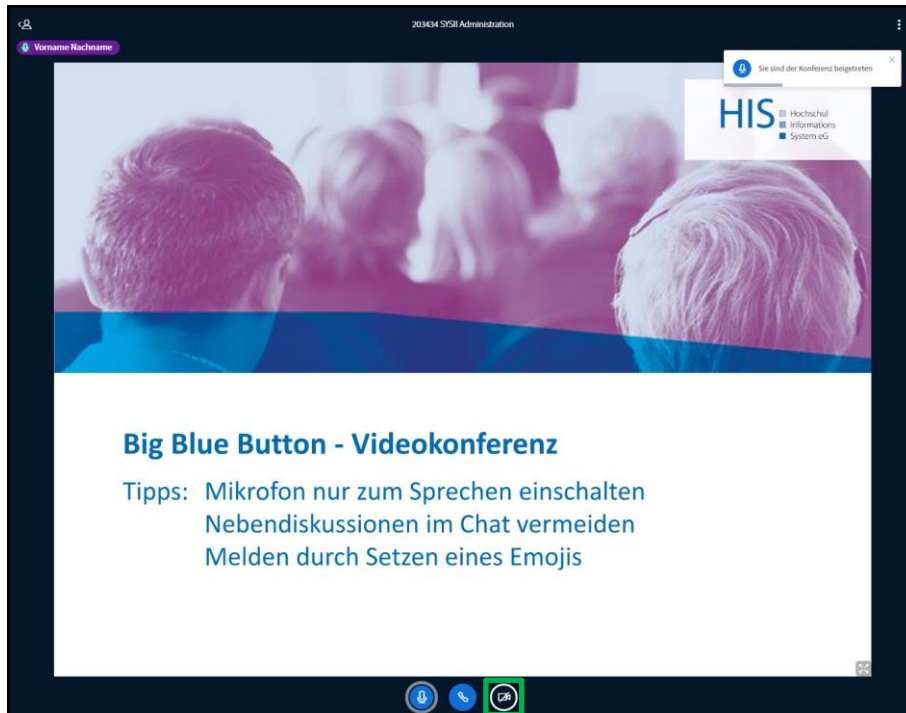 203434 SYSII Administration
Vorname Nachname
Sie sind der Konferenz beigetreten
HIS
Hochschul
Informations
System eG
Big Blue Button - Videokonferenz
Tipps: Mikrofon nur zum Sprechen einschalten
Nebendiskussionen im Chat vermeiden
Melden durch Setzen eines Emojis